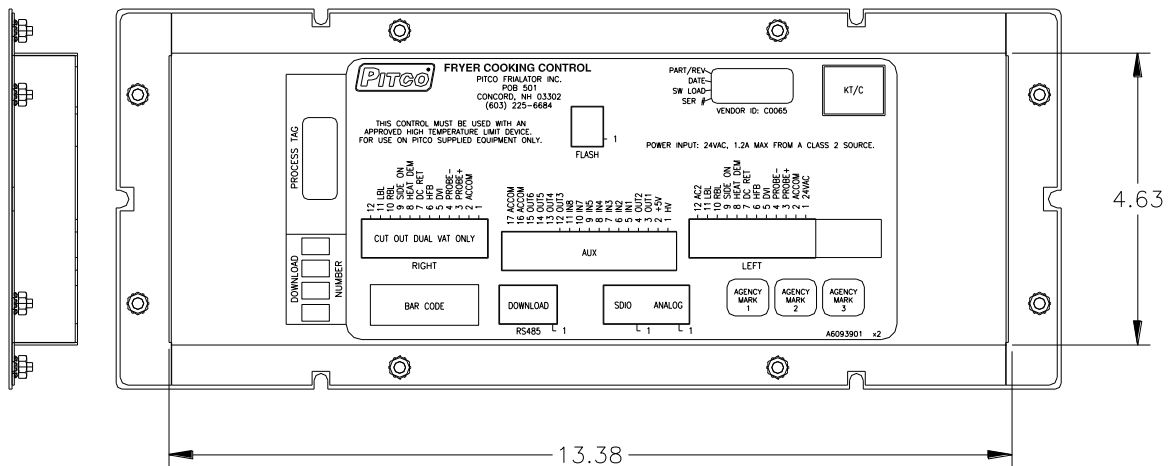 PITCO
FRYER COOKING CONTROL
PITCO FRIALATOR INC.
POB 501
CONCORD, NH 03302
(603) 225-6684
THIS CONTROL MUST BE USED WITH AN
APPROVED HIGH TEMPERATURE LIMIT DEVICE.
FOR USE ON PITCO SUPPLIED EQUIPMENT ONLY.
1
FLASH
PART/REV
DATE
SW LOAD
SER #
VENDOR ID: C0065
KT/C
POWER INPUT: 24VAC, 1.2A MAX FROM A CLASS 2 SOURCE.
PROCESS TAG
DOWNLOAD
NUMBER
12
11 LBL
10 RBL
9 SIDE ON
8 HEAT DEM
7 DC RET
6 HFB
5 DVI
4 PROBE-
3 PROBE+
2 ACCOM
1
CUT OUT DUAL VAT ONLY
RIGHT
17 ACCOM
16 ACCOM
15 OUT6
14 OUT5
13 OUT4
12 OUT3
11 IN8
10 IN7
9 IN5
8 IN4
7 IN3
6 IN2
5 IN1
4 OUT2
3 OUT1
2 +5V
1 HV
AUX
12 AC2
11 LBL
10 RBL
9 SIDE ON
8 HEAT DEM
7 DC RET
6 HFB
5 DVI
4 PROBE-
3 PROBE+
2 ACCOM
1 24VAC
LEFT
BAR CODE
DOWNLOAD
RS485
1
SDIO ANALOG
1 1
AGENCY MARK 1
AGENCY MARK 2
AGENCY MARK 3
A6093901 x2
4.63
13.38